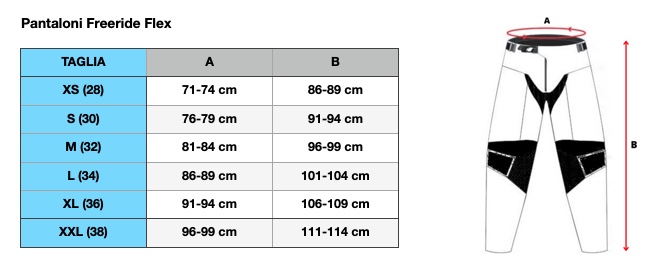 Pantaloni Freeride Flex
TAGLIA A B
XS (28) 71-74 cm 86-89 cm
S (30) 76-79 cm 91-94 cm
M (32) 81-84 cm 96-99 cm
L (34) 86-89 cm 101-104 cm
XL (36) 91-94 cm 106-109 cm
XXL (38) 96-99 cm 111-114 cm
A
B